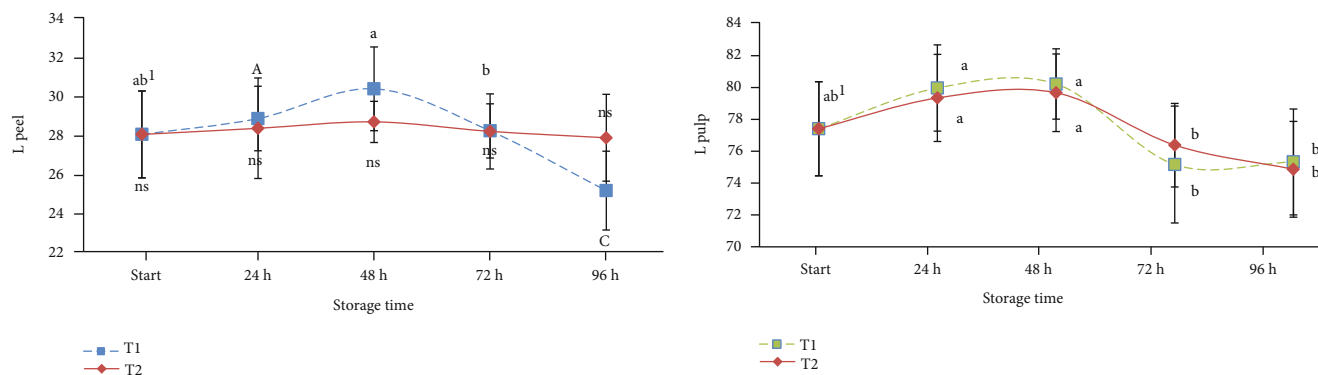 L peel
34
32
30
28
26
24
22
ab1
A
a
b
ns
ns
ns
ns
ns
C
Start
24 h
48 h
72 h
96 h
Storage time
T1
T2
L pulp
84
82
80
78
76
74
72
70
ab1
a
a
a
a
b
b
b
b
Start
24 h
48 h
72 h
96 h
Storage time
T1
T2